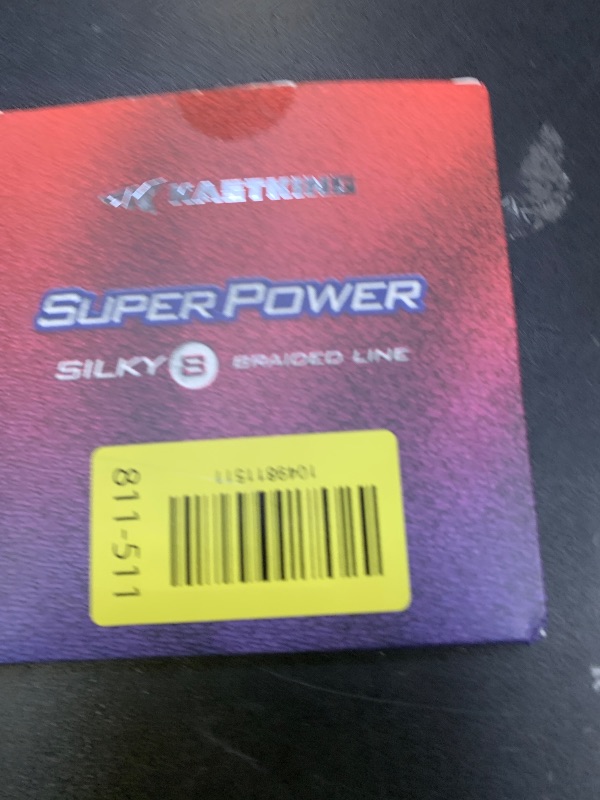 KASTKING
SUPER POWER
SILKY 8 BRAIDED LINE
1049811511
811-511